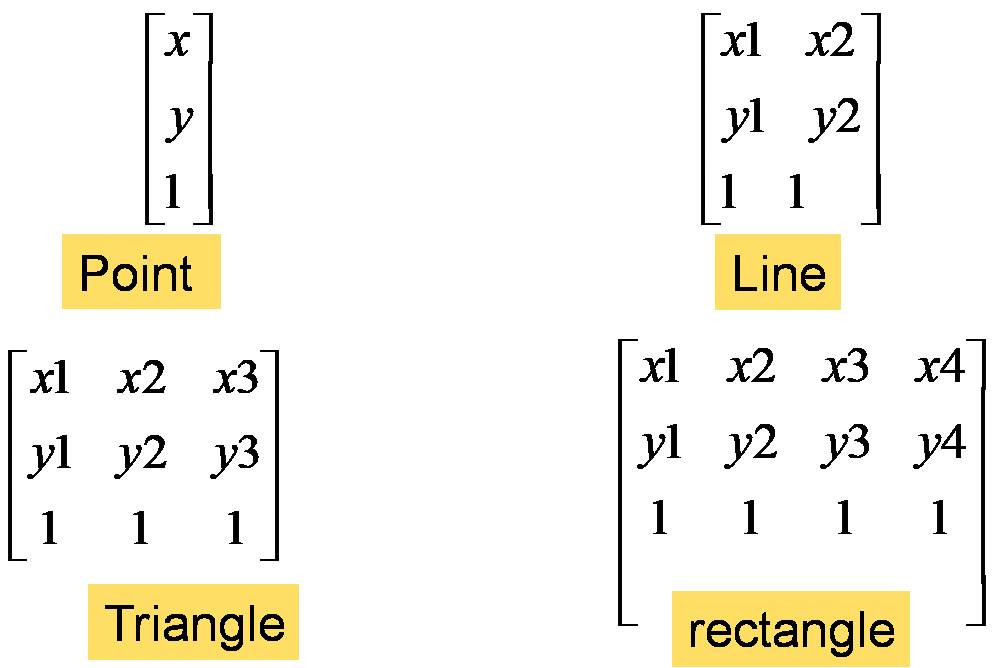 x
y
1
Point
x1 x2
y1 y2
1 1
Line
x1 x2 x3
y1 y2 y3
1 1 1
Triangle
x1 x2 x3 x4
y1 y2 y3 y4
1 1 1 1
rectangle